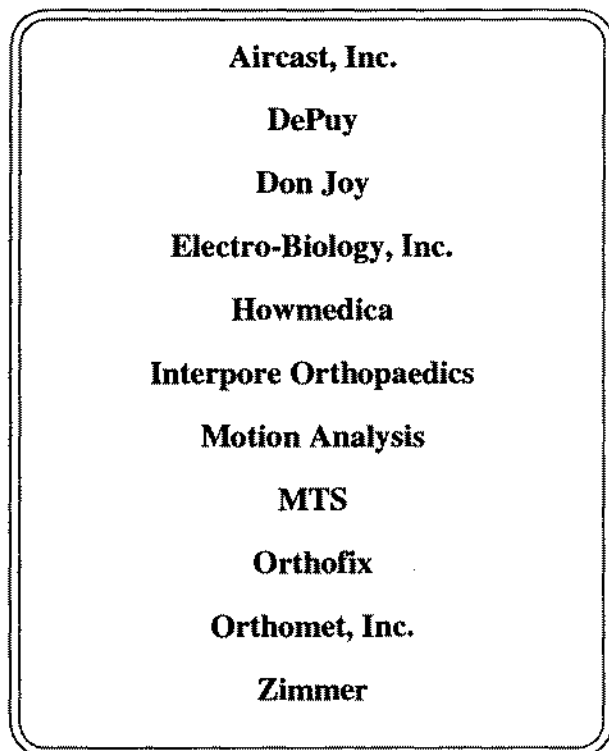 Aircast, Inc.
DePuy
Don Joy
Electro-Biology, Inc.
Howmedica
Interpore Orthopaedics
Motion Analysis
MTS
Orthofix
Orthomet, Inc.
Zimmer